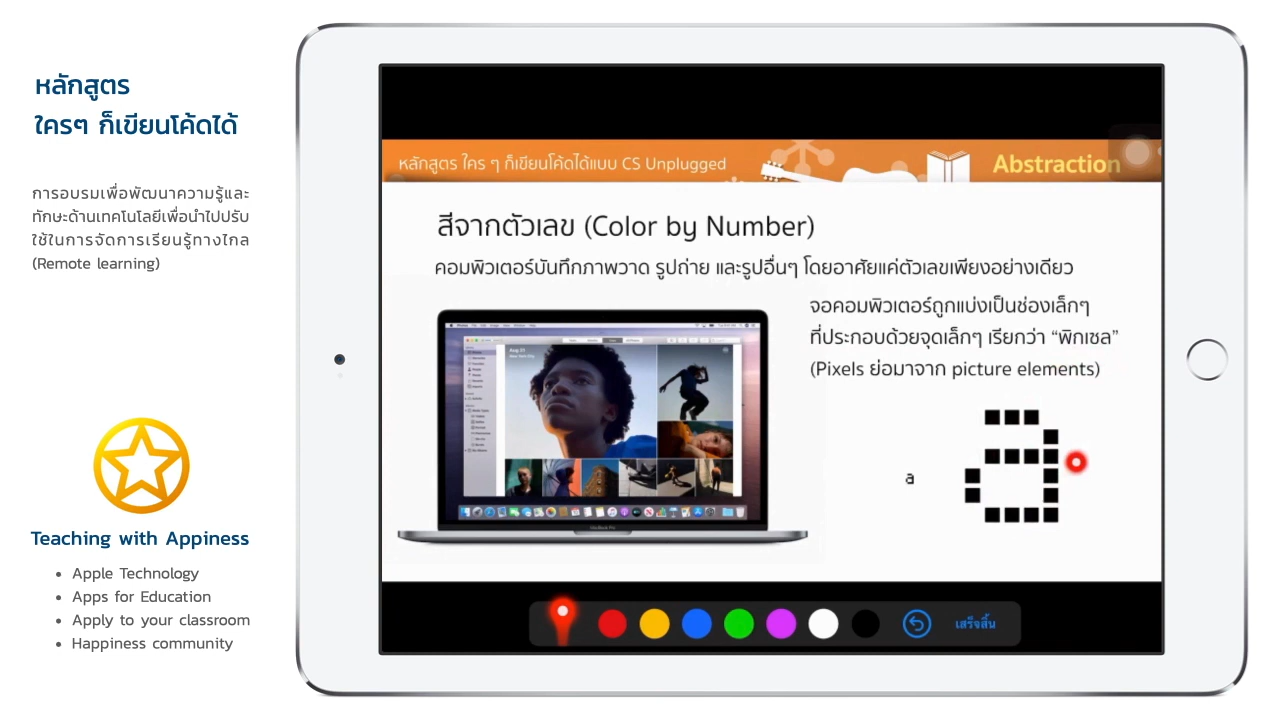 หลักสูตร
ใครๆ ก็เขียนโค้ดได้
การอบรมเพื่อพัฒนาความรู้และ
ทักษะด้านเทคโนโลยีเพื่อนำไปปรับ
ใช้ในการจัดการเรียนรู้ทางไกล
(Remote learning)
Teaching with Appiness
Apple Technology
Apps for Education
Apply to your classroom
Happiness community
หลักสูตร ใคร ๆ ก็เขียนโค้ดได้แบบ CS Unplugged
Abstraction
สีจากตัวเลข (Color by Number)
คอมพิวเตอร์บันทึกภาพวาด รูปถ่าย และรูปอื่นๆ โดยอาศัยแค่ตัวเลขเพียงอย่างเดียว
จอคอมพิวเตอร์ถูกแบ่งเป็นช่องเล็กๆ
ที่ประกอบด้วยจุดเล็กๆ เรียกว่า “พิกเซล”
(Pixels ย่อมาจาก picture elements)
a
a
เสร็จสิ้น